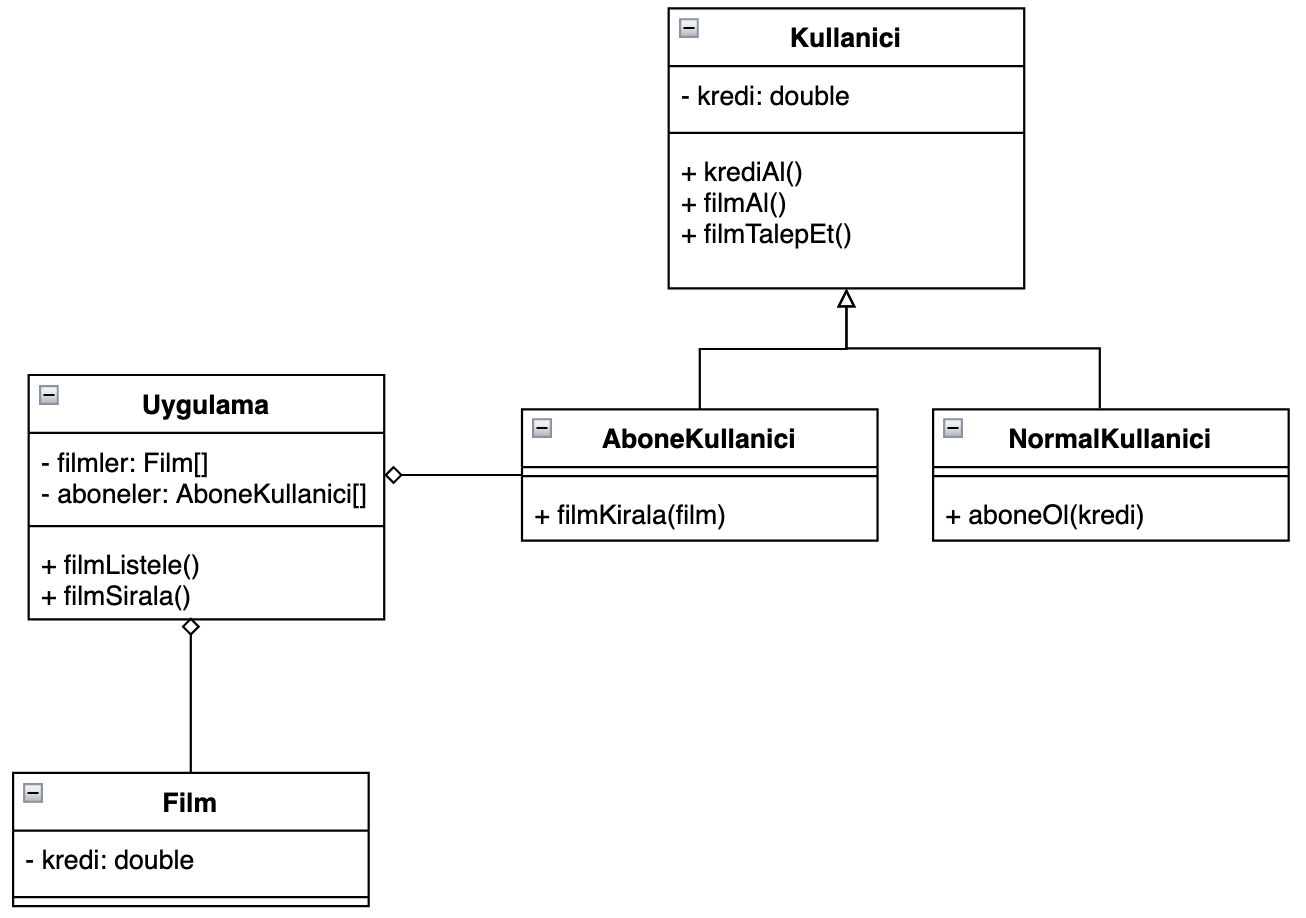 Kullanici
- kredi: double
+ krediAl()
+ filmAl()
+ filmTalepEt()
Uygulama
- filmler: Film[]
- aboneler: AboneKullanici[]
+ filmListele()
+ filmSirala()
AboneKullanici
+ filmKirala(film)
NormalKullanici
+ aboneOl(kredi)
Film
- kredi: double